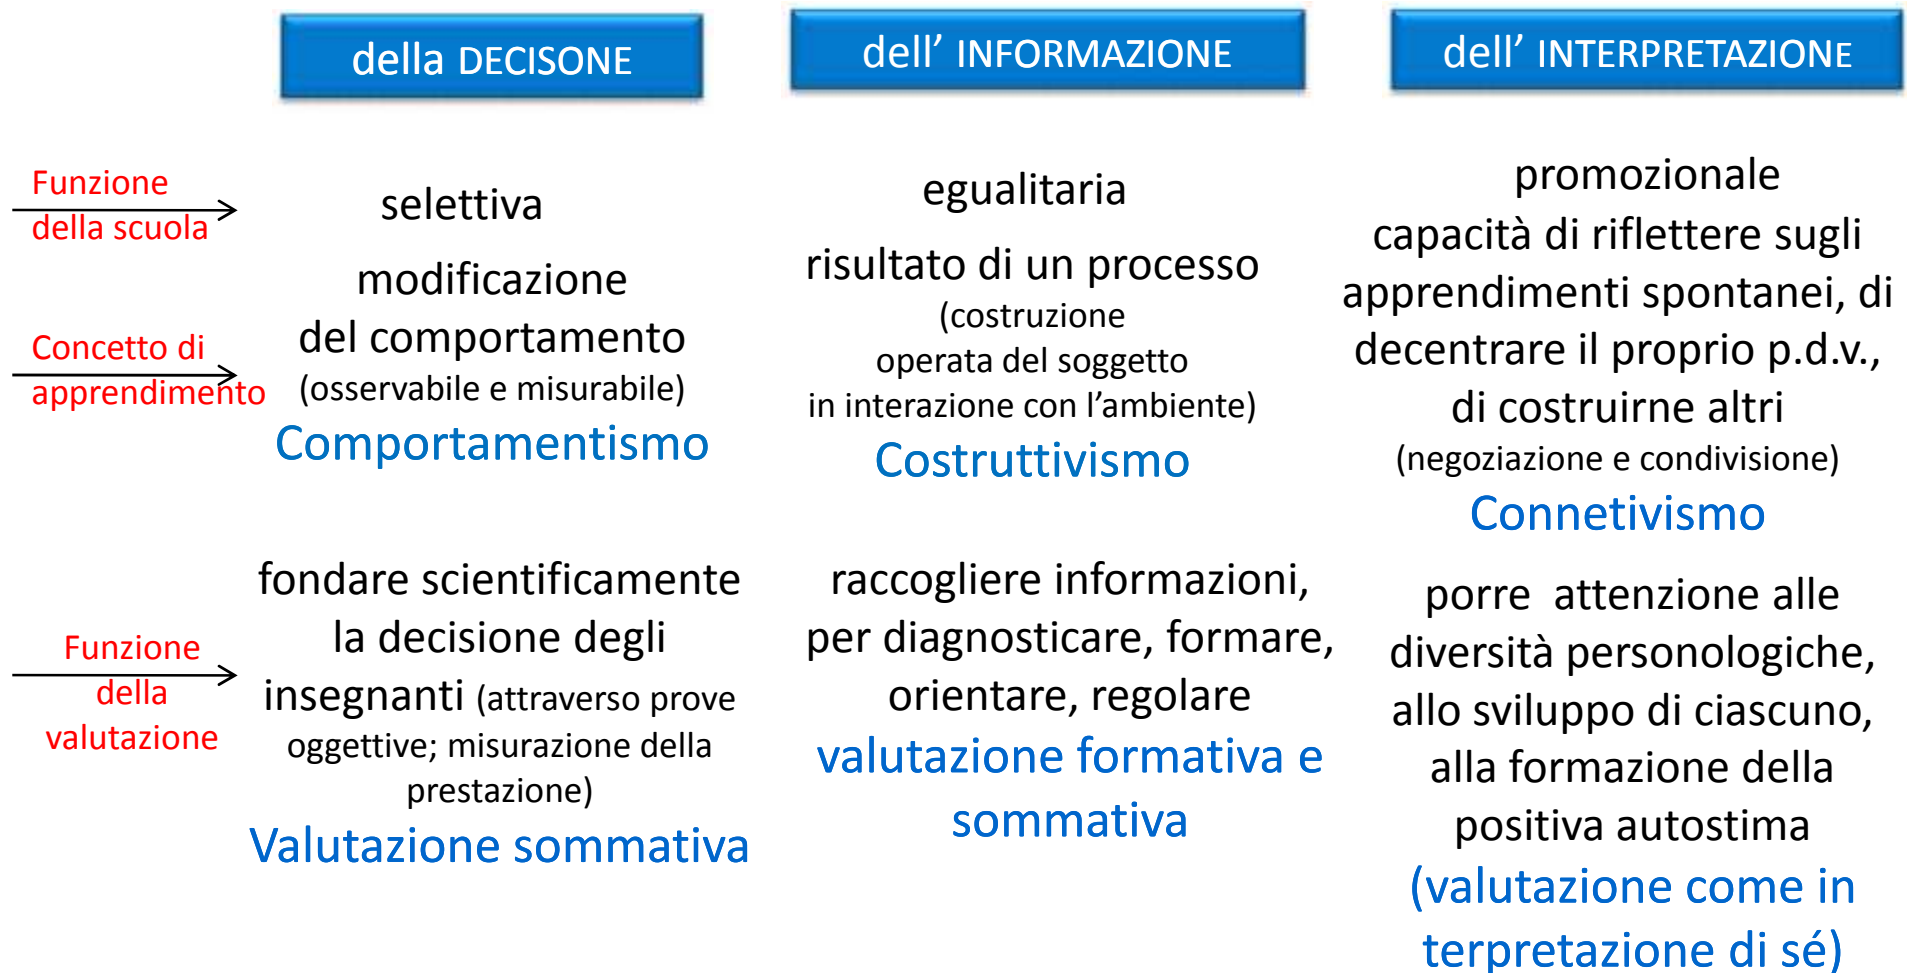 della DECISONE
dell’ INFORMAZIONE
dell’ INTERPRETAZIONE
Funzione
della scuola
selettiva
egualitaria
promozionale
Concetto di
apprendimento
modificazione
del comportamento
(osservabile e misurabile)
Comportamentismo
risultato di un processo
(costruzione
operata del soggetto
in interazione con l’ambiente)
Costruttivismo
capacità di riflettere sugli
apprendimenti spontanei, di
decentrare il proprio p.d.v.,
di costruirne altri
(negoziazione e condivisione)
Connetivismo
Funzione
della
valutazione
fondare scientificamente
la decisione degli
insegnanti (attraverso prove
oggettive; misurazione della
prestazione)
Valutazione sommativa
raccogliere informazioni,
per diagnosticare, formare,
orientare, regolare
valutazione formativa e
sommativa
porre  attenzione alle
diversità personologiche,
allo sviluppo di ciascuno,
alla formazione della
positiva autostima
(valutazione come in
terpretazione di sé)